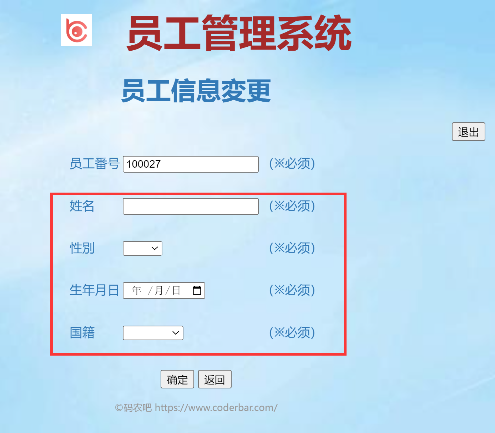 员工管理系统
员工信息变更
退出
员工番号 100027 (※必须)
姓名 (※必须)
性别 (※必须)
生年月日 年 /月/日 (※必须)
国籍 (※必须)
确定 返回
©码农吧 https://www.coderbar.com/